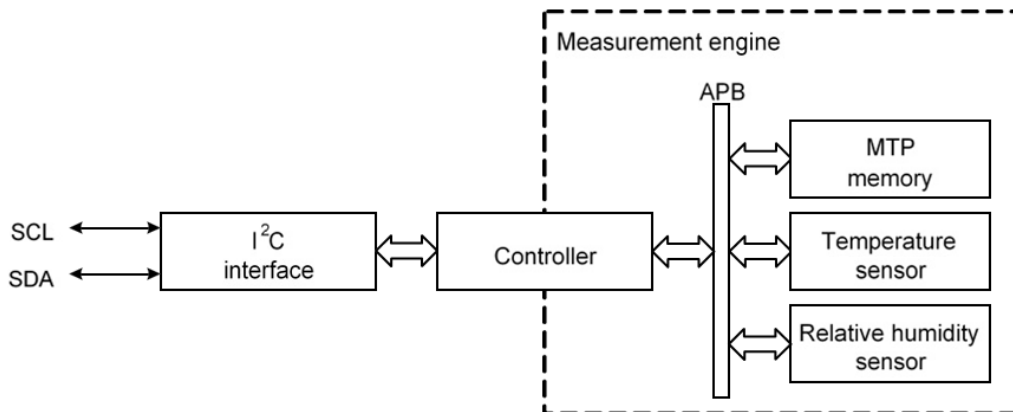 Measurement engine
APB
MTP
memory
SCL
SDA
I²C
interface
Controller
Temperature
sensor
Relative humidity
sensor